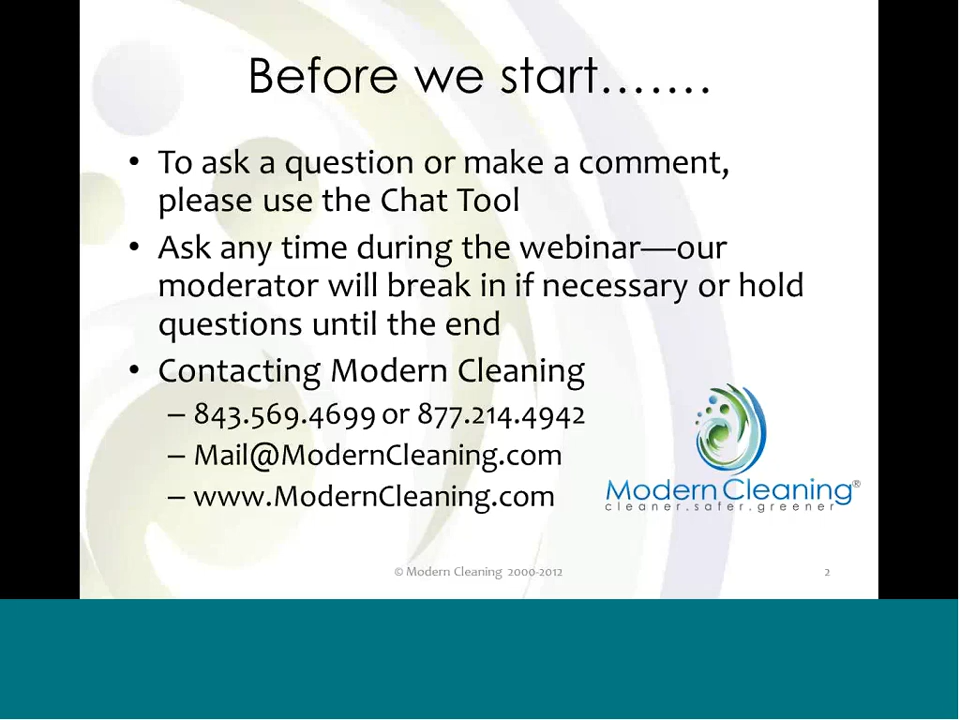 Before we start.......
• To ask a question or make a comment,
please use the Chat Tool
• Ask any time during the webinar—our
moderator will break in if necessary or hold
questions until the end
• Contacting Modern Cleaning
– 843.569.4699 or 877.214.4942
– Mail@ModernCleaning.com
– www.ModernCleaning.com
Modern Cleaning®
cleaner.safer.greener
© Modern Cleaning 2000-2012
2